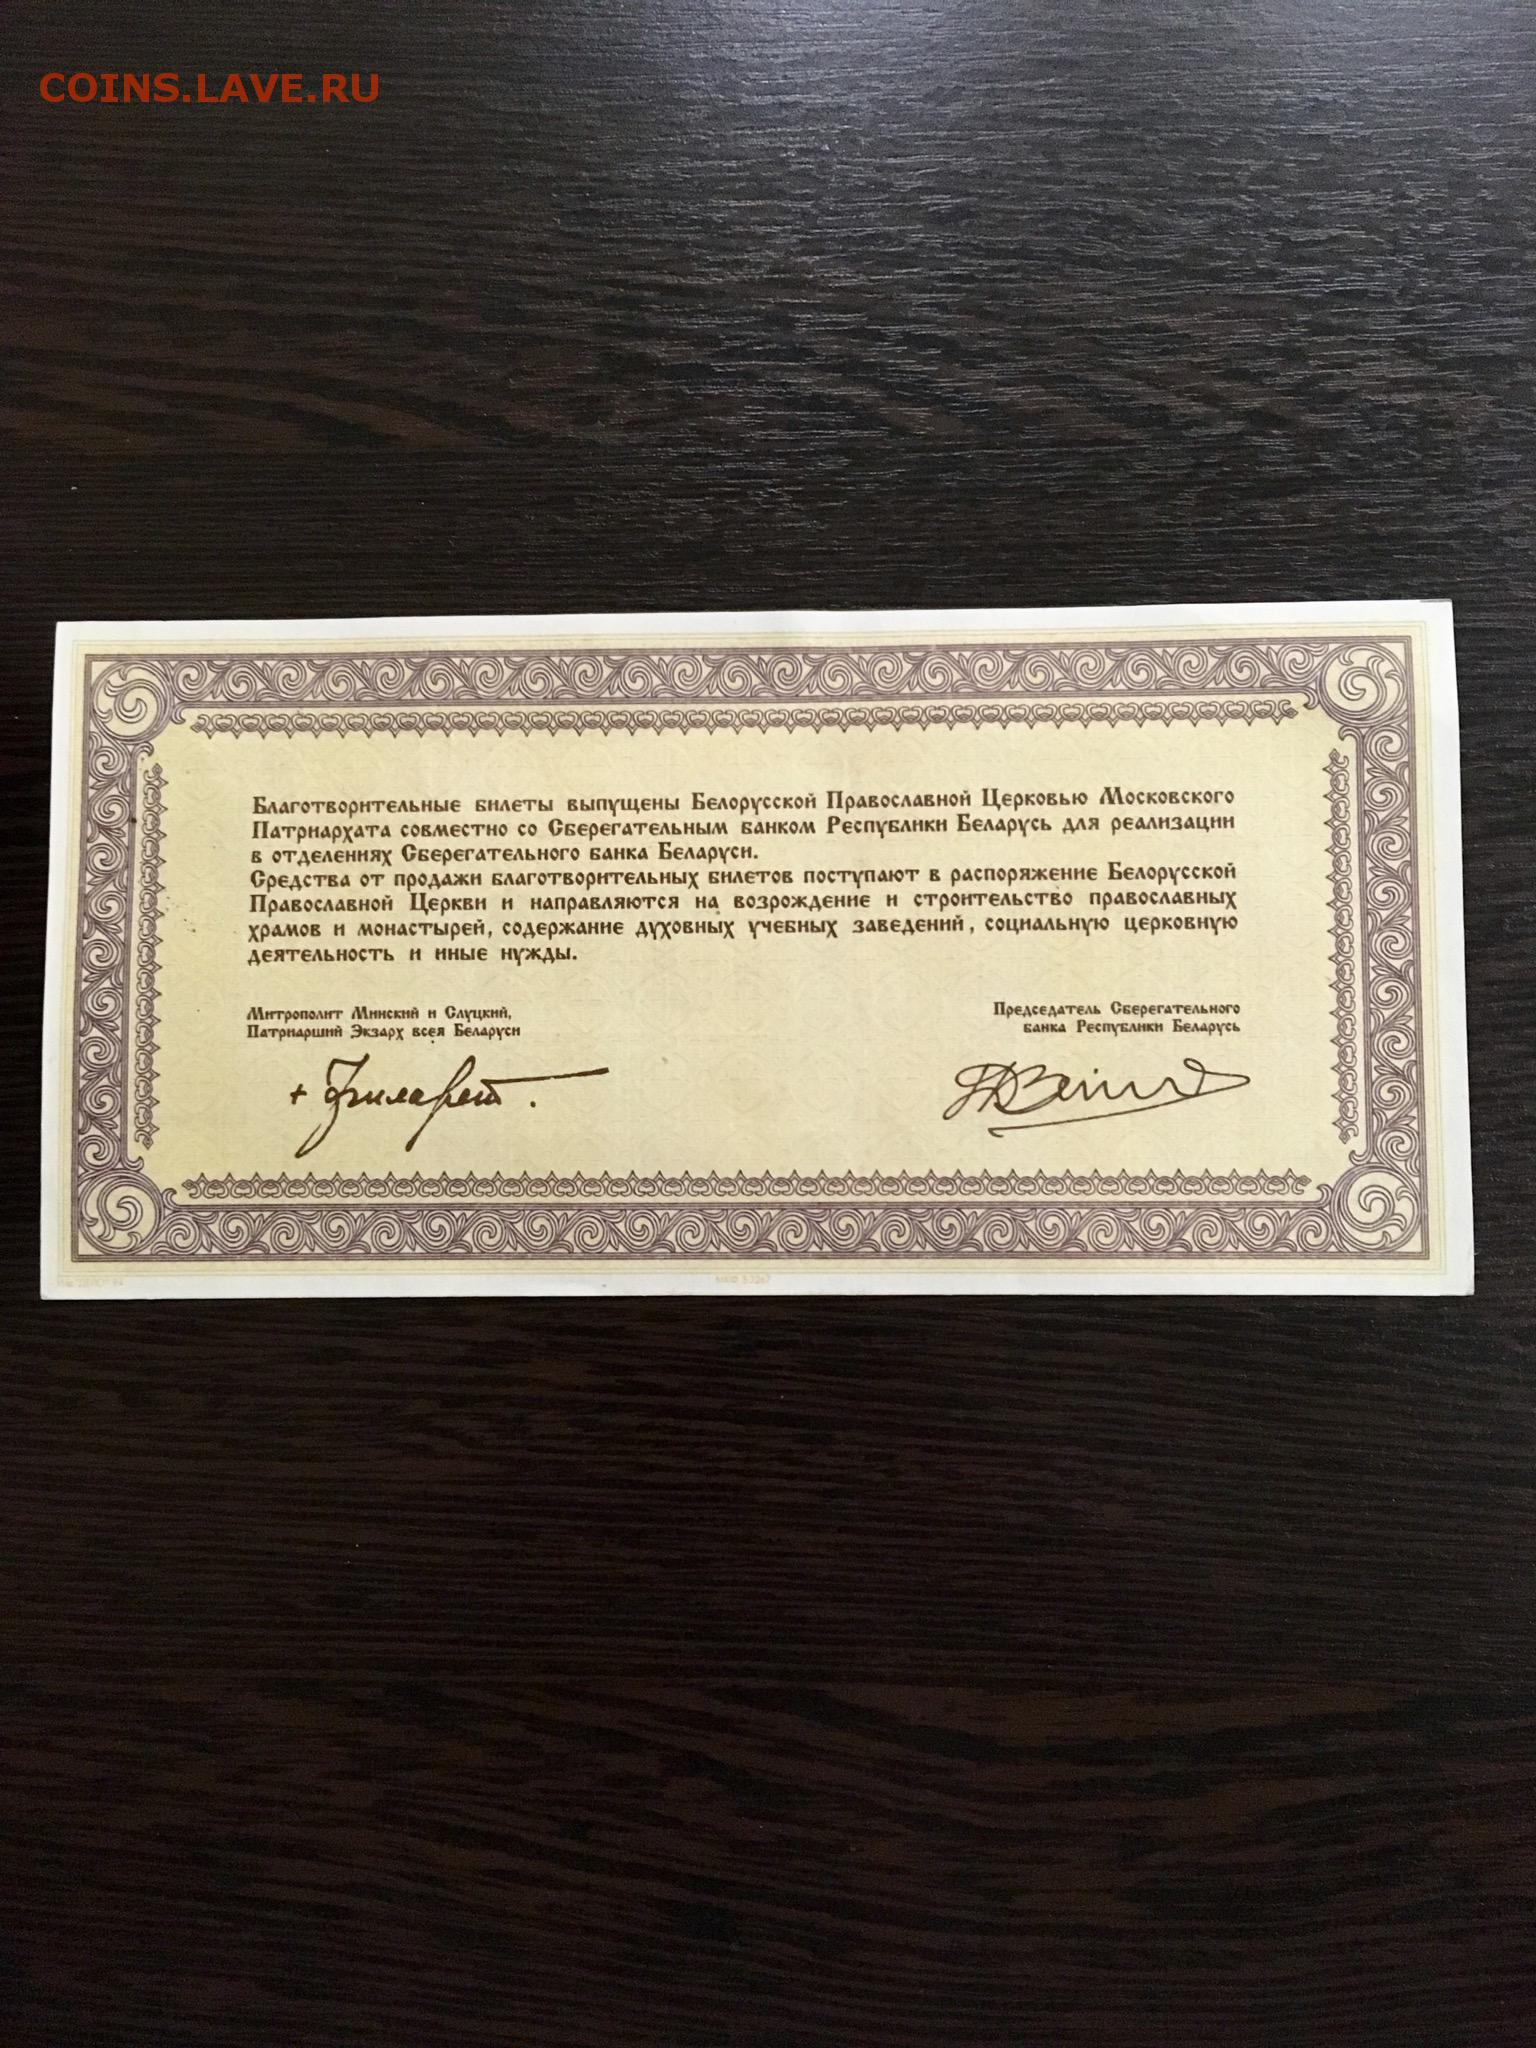 COINS.LAVE.RU
Благотворительные билеты выпущены Белорусской Православной Церковью Московского
Патриархата совместно со Сберегательным банком Республики Беларусь для реализации
в отделениях Сберегательного банка Беларуси.
Средства от продажи благотворительных билетов поступают в распоряжение Белорусской
Православной Церкви и направляются на возрождение и строительство православных
храмов и монастырей, содержание духовных учебных заведений, социальную церковную
деятельность и иные нужды.
Митрополит Минский и Слуцкий,
Патриарший Экзарх всея Беларуси
Председатель Сберегательного
банка Республики Беларусь
+ Филарет.